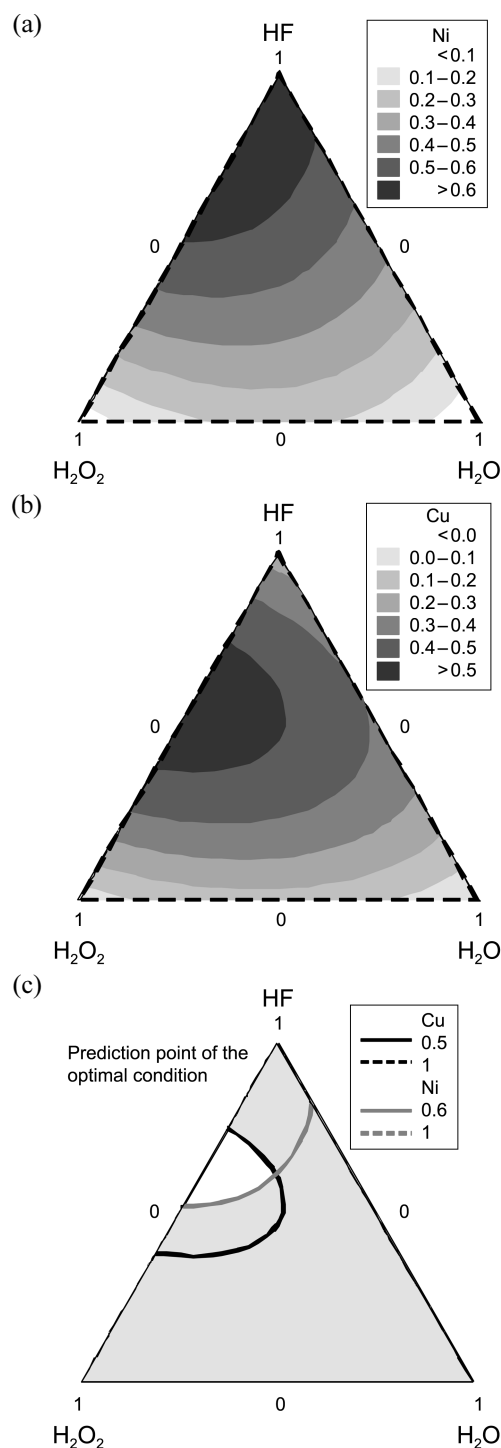 (a)
HF
1
Ni
<0.1
0.1–0.2
0.2–0.3
0.3–0.4
0.4–0.5
0.5–0.6
>0.6
0
0
1
0
1
H₂O₂
H₂O
(b)
HF
1
Cu
<0.0
0.0–0.1
0.1–0.2
0.2–0.3
0.3–0.4
0.4–0.5
>0.5
0
0
1
0
1
H₂O₂
H₂O
(c)
HF
1
Cu
0.5
1
Ni
0.6
1
Prediction point of the
optimal condition
0
0
1
0
1
H₂O₂
H₂O